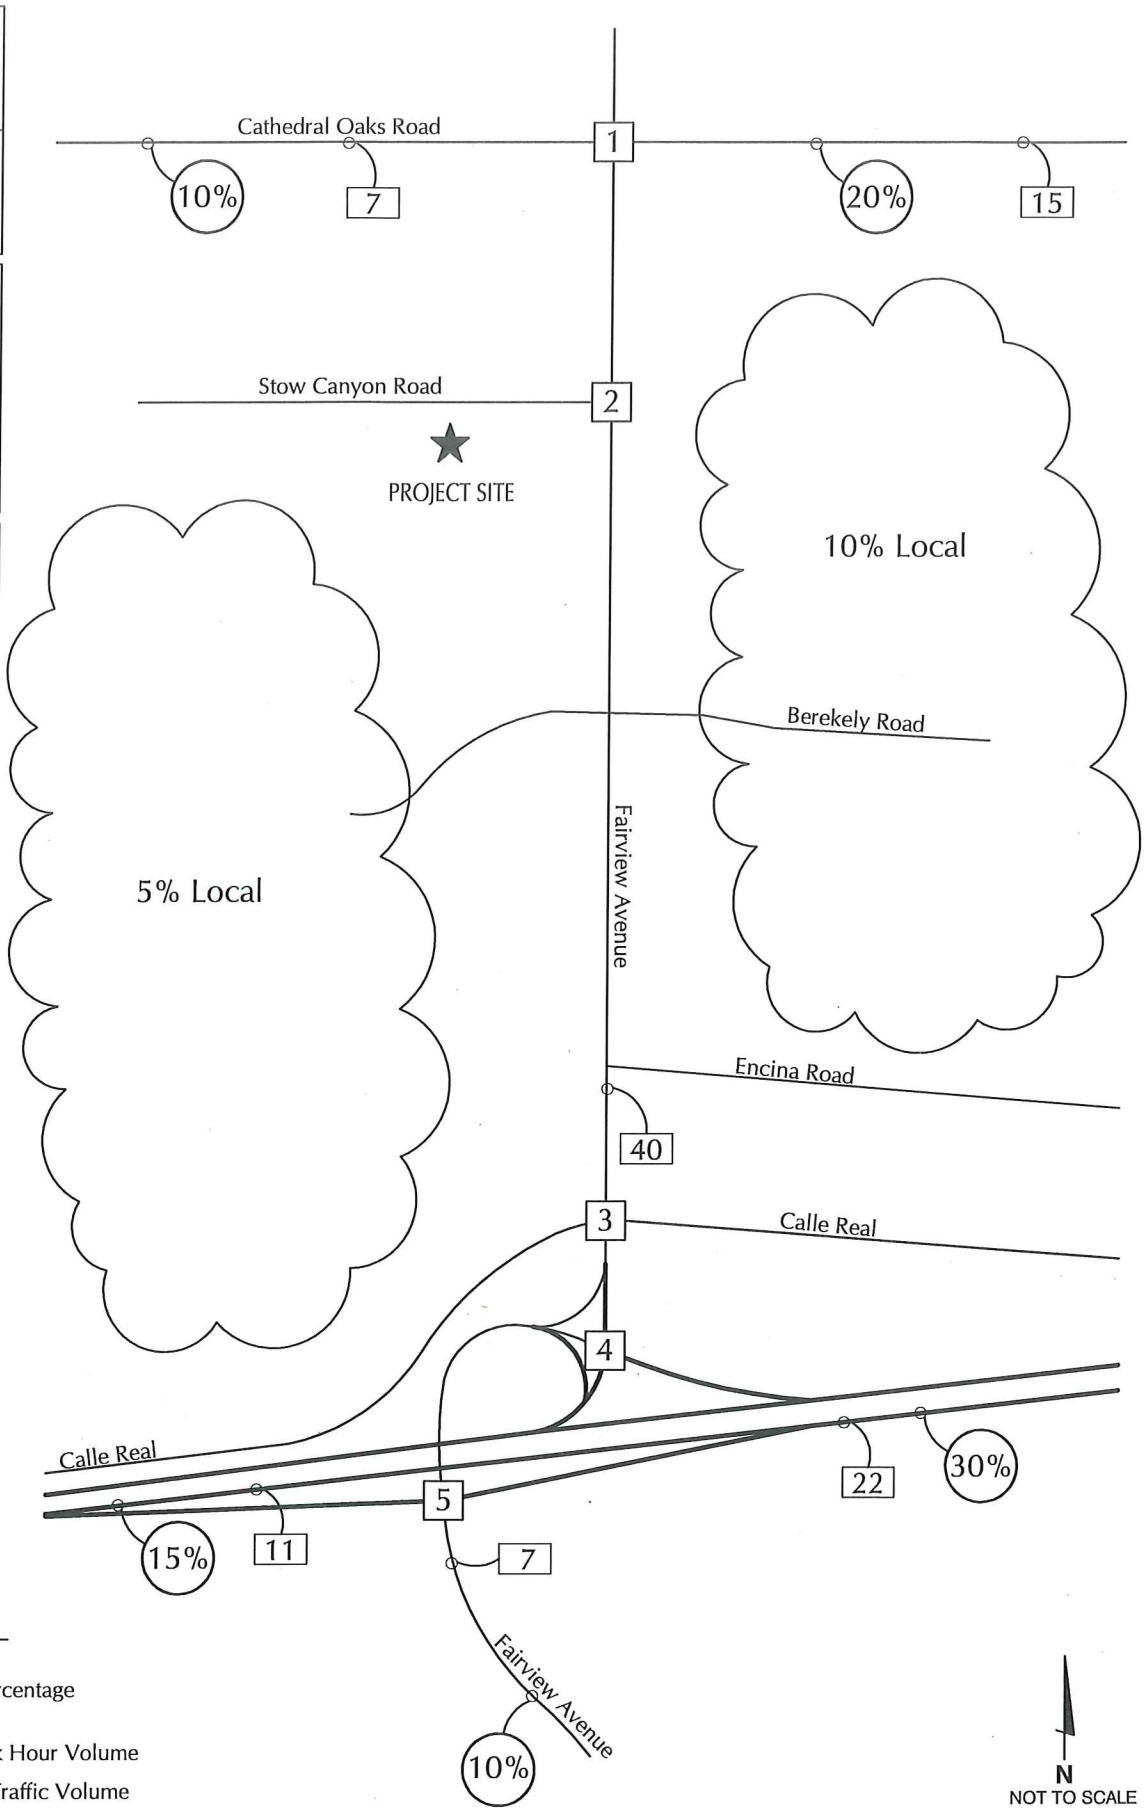 Cathedral Oaks Road
1
10%
7
20%
15
Stow Canyon Road
2
PROJECT SITE
10% Local
Berekely Road
Fairview Avenue
5% Local
Encina Road
40
3
Calle Real
4
Calle Real
30%
22
5
15%
11
7
Fairview Avenue
10%
rcentage
Hour Volume
raffic Volume
N
NOT TO SCALE